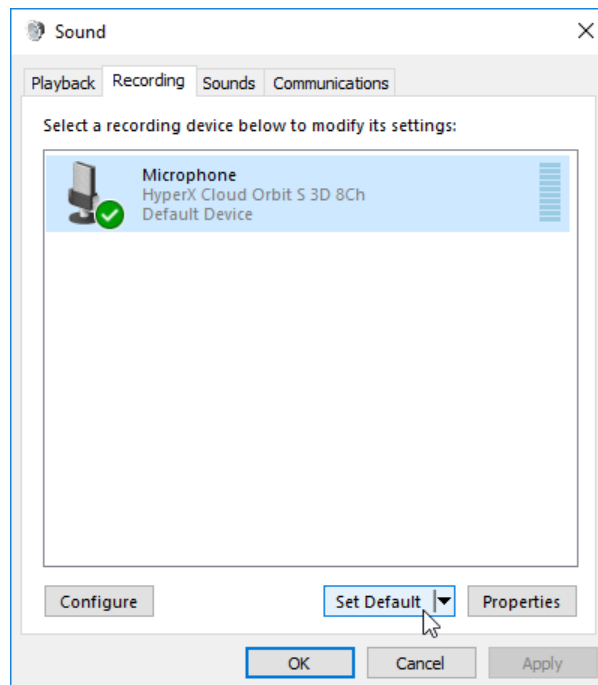 Sound
Playback Recording Sounds Communications
Select a recording device below to modify its settings:
Microphone
HyperX Cloud Orbit S 3D 8Ch
Default Device
Configure Set Default Properties
OK Cancel Apply